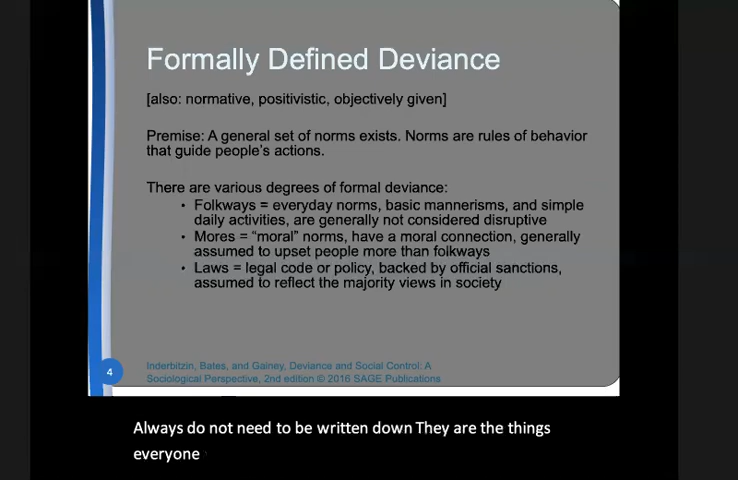 Formally Defined Deviance
[also: normative, positivistic, objectively given]
Premise: A general set of norms exists. Norms are rules of behavior
that guide people's actions.
There are various degrees of formal deviance:
• Folkways = everyday norms, basic mannerisms, and simple
daily activities, are generally not considered disruptive
• Mores = “moral” norms, have a moral connection, generally
assumed to upset people more than folkways
• Laws = legal code or policy, backed by official sanctions,
assumed to reflect the majority views in society
4
Inderbitzin, Bates, and Gainey, Deviance and Social Control: A
Sociological Perspective, 2nd edition © 2016 SAGE Publications
Always do not need to be written down They are the things
everyone